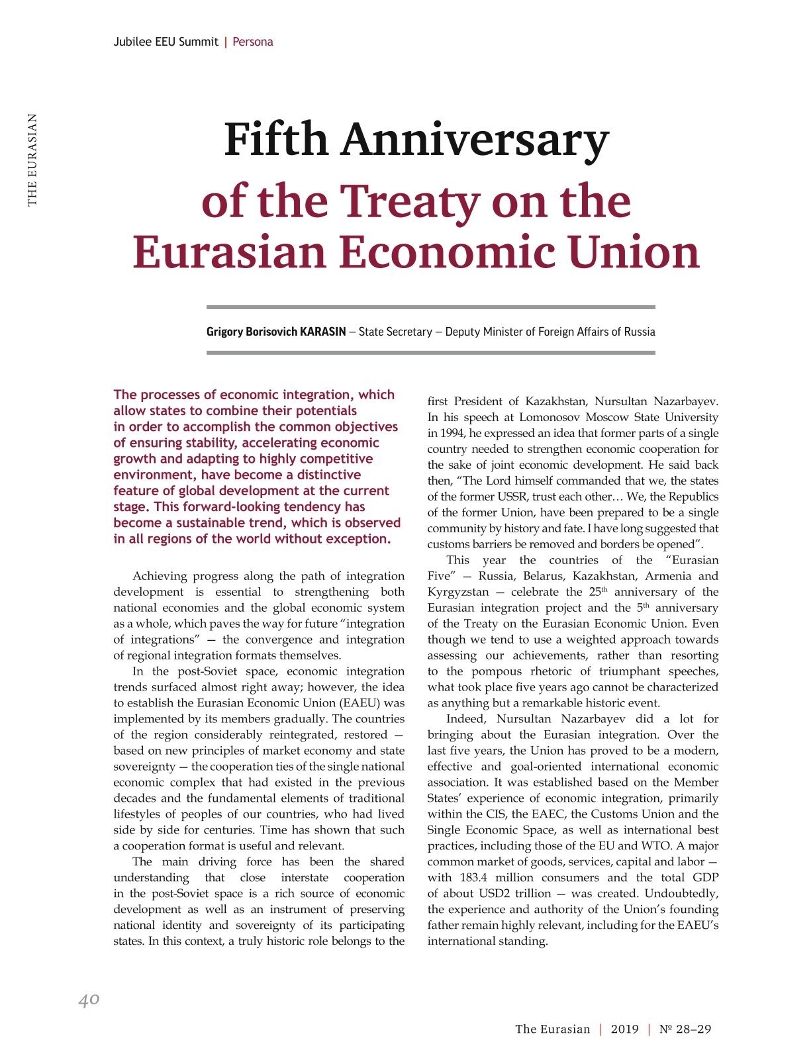 Jubilee EEU Summit | Persona
THE EURASIAN
Fifth Anniversary
of the Treaty on the
Eurasian Economic Union
Grigory Borisovich KARASIN – State Secretary – Deputy Minister of Foreign Affairs of Russia
The processes of economic integration, which
allow states to combine their potentials
in order to accomplish the common objectives
of ensuring stability, accelerating economic
growth and adapting to highly competitive
environment, have become a distinctive
feature of global development at the current
stage. This forward-looking tendency has
become a sustainable trend, which is observed
in all regions of the world without exception.
Achieving progress along the path of integration
development is essential to strengthening both
national economies and the global economic system
as a whole, which paves the way for future “integration
of integrations” — the convergence and integration
of regional integration formats themselves.
In the post-Soviet space, economic integration
trends surfaced almost right away; however, the idea
to establish the Eurasian Economic Union (EAEU) was
implemented by its members gradually. The countries
of the region considerably reintegrated, restored —
based on new principles of market economy and state
sovereignty — the cooperation ties of the single national
economic complex that had existed in the previous
decades and the fundamental elements of traditional
lifestyles of peoples of our countries, who had lived
side by side for centuries. Time has shown that such
a cooperation format is useful and relevant.
The main driving force has been the shared
understanding that close interstate cooperation
in the post-Soviet space is a rich source of economic
development as well as an instrument of preserving
national identity and sovereignty of its participating
states. In this context, a truly historic role belongs to the
first President of Kazakhstan, Nursultan Nazarbayev.
In his speech at Lomonosov Moscow State University
in 1994, he expressed an idea that former parts of a single
country needed to strengthen economic cooperation for
the sake of joint economic development. He said back
then, “The Lord himself commanded that we, the states
of the former USSR, trust each other… We, the Republics
of the former Union, have been prepared to be a single
community by history and fate. I have long suggested that
customs barriers be removed and borders be opened”.
This year the countries of the “Eurasian
Five” — Russia, Belarus, Kazakhstan, Armenia and
Kyrgyzstan — celebrate the 25th anniversary of the
Eurasian integration project and the 5th anniversary
of the Treaty on the Eurasian Economic Union. Even
though we tend to use a weighted approach towards
assessing our achievements, rather than resorting
to the pompous rhetoric of triumphant speeches,
what took place five years ago cannot be characterized
as anything but a remarkable historic event.
Indeed, Nursultan Nazarbayev did a lot for
bringing about the Eurasian integration. Over the
last five years, the Union has proved to be a modern,
effective and goal-oriented international economic
association. It was established based on the Member
States’ experience of economic integration, primarily
within the CIS, the EAEC, the Customs Union and the
Single Economic Space, as well as international best
practices, including those of the EU and WTO. A major
common market of goods, services, capital and labor —
with 183.4 million consumers and the total GDP
of about USD2 trillion — was created. Undoubtedly,
the experience and authority of the Union’s founding
father remain highly relevant, including for the EAEU’s
international standing.
40
The Eurasian | 2019 | № 28–29